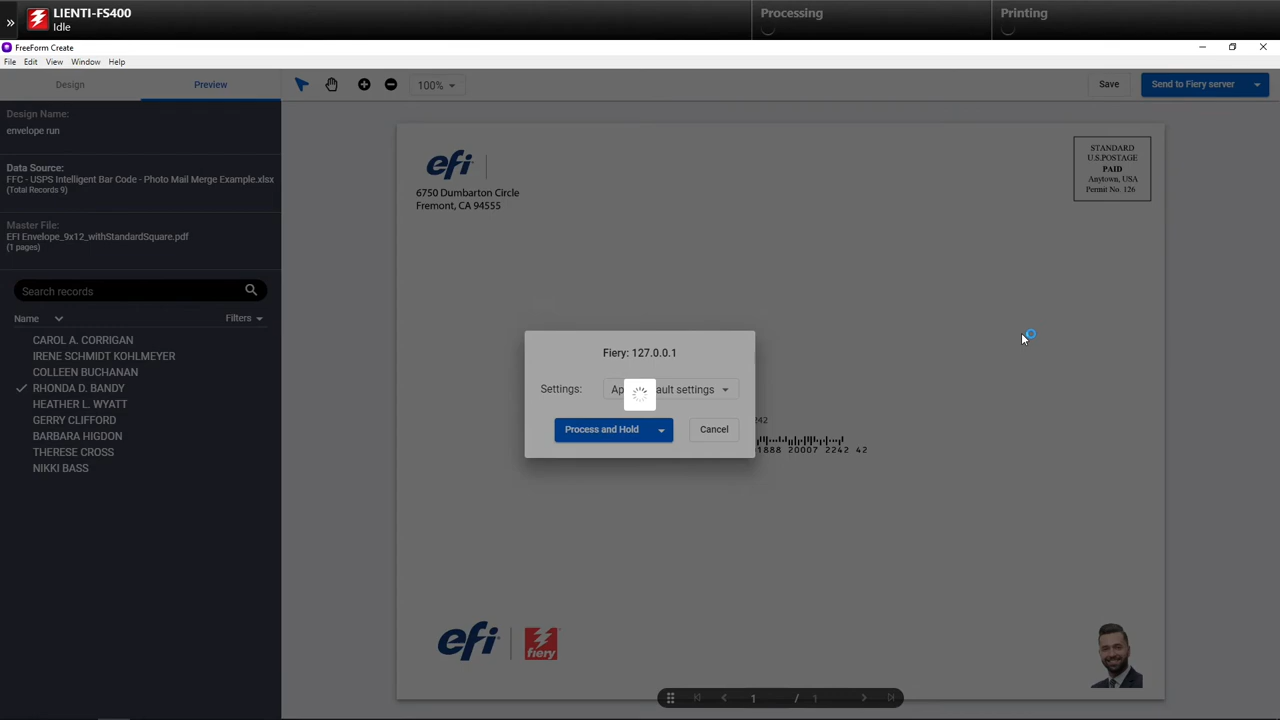 LIENTI-FS400
Idle
Processing
Printing
FreeForm Create
File Edit View Window Help
Design
Preview
100%
Save
Send to Fiery server
Design Name:
envelope run
Data Source:
FFC - USPS Intelligent Bar Code - Photo Mail Merge Example.xlsx
(Total Records 9)
Master File:
EFI Envelope_9x12_withStandardSquare.pdf
(1 pages)
Search records
Name
Filters
CAROL A. CORRIGAN
IRENE SCHMIDT KOHLMEYER
COLLEEN BUCHANAN
RHONDA D. BANDY
HEATHER L. WYATT
GERRY CLIFFORD
BARBARA HIGDON
THERESE CROSS
NIKKI BASS
efi
6750 Dumbarton Circle
Fremont, CA 94555
STANDARD
U.S.POSTAGE
PAID
Anytown, USA
Permit No. 126
Fiery: 127.0.0.1
Settings:
settings
Process and Hold
Cancel
242
1888 20007 2242 42
efi
fiery
1 / 1